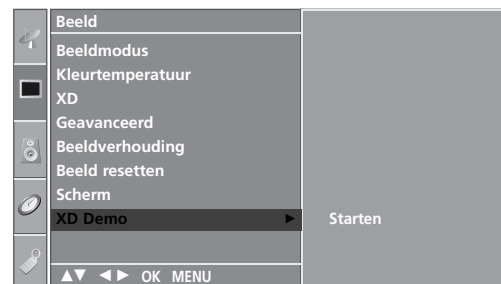 Beeld
Beeldmodus
Kleurtemperatuur
XD
Geavanceerd
Beeldverhouding
Beeld resetten
Scherm
XD Demo ► Starten
▲▼ ◄► OK MENU